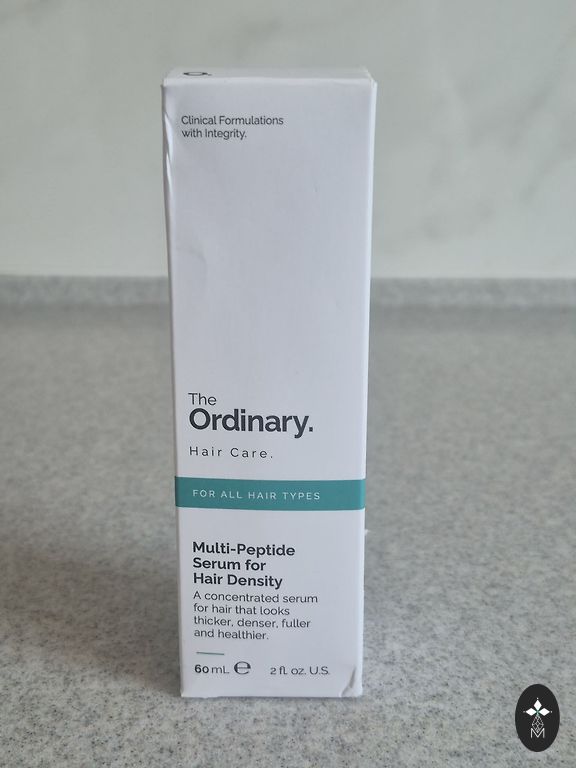 Clinical Formulations
with Integrity.
The
Ordinary.
Hair Care.
FOR ALL HAIR TYPES
Multi-Peptide
Serum for
Hair Density
A concentrated serum
for hair that looks
thicker, denser, fuller
and healthier.
60 mL ℮ 2 fl. oz. U.S.
M